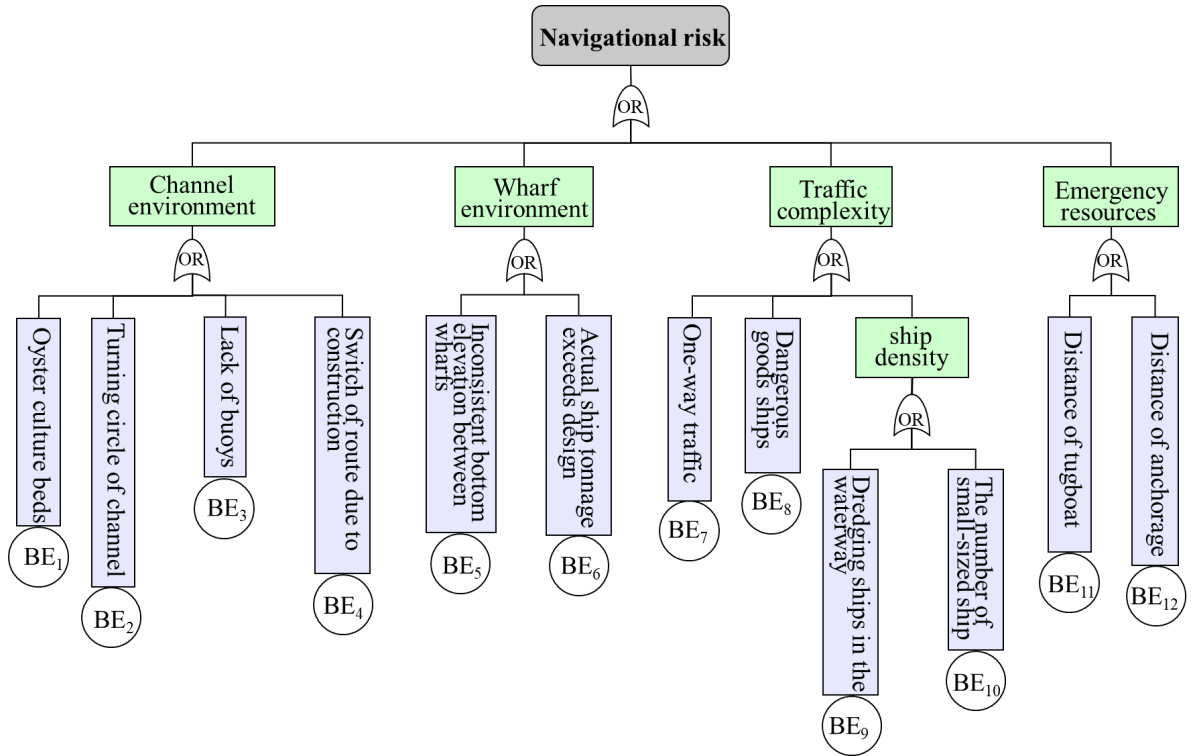 Navigational risk
OR
Channel
environment
Wharf
environment
Traffic
complexity
Emergency
resources
OR
OR
OR
OR
Oyster culture beds
Turning circle of channel
Lack of buoys
Switch of route due to
construction
Inconsistent bottom
elevation between
wharfs
Actual ship tonnage
exceeds design
One-way traffic
Dangerous
goods ships
ship
density
OR
Dredging ships in the
waterway
The number of
small-sized ship
Distance of tugboat
Distance of anchorage
BE1
BE2
BE3
BE4
BE5
BE6
BE7
BE8
BE9
BE10
BE11
BE12